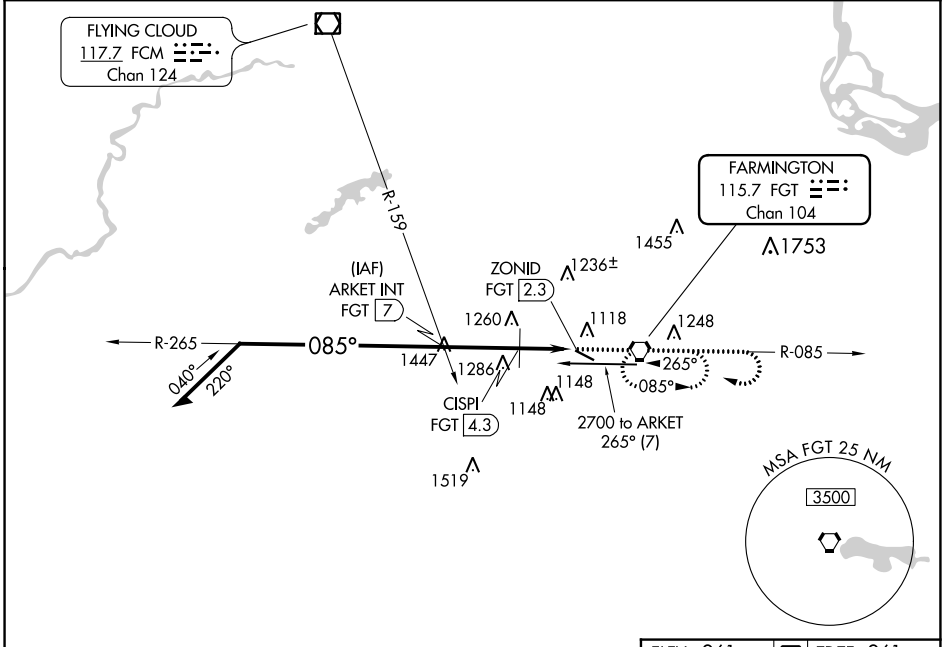 FLYING CLOUD
117.7 FCM
Chan 124
R-159
FARMINGTON
115.7 FGT
Chan 104
1455
1753
(IAF)
ARKET INT
FGT 7
ZONID
FGT 2.3
1236±
1260
1118
1248
R-265
085°
R-085
1447
1286
265°
040°
220°
085°
CISPI
FGT 4.3
1148
1148
2700 to ARKET
265° (7)
1519
MSA FGT 25 NM
3500